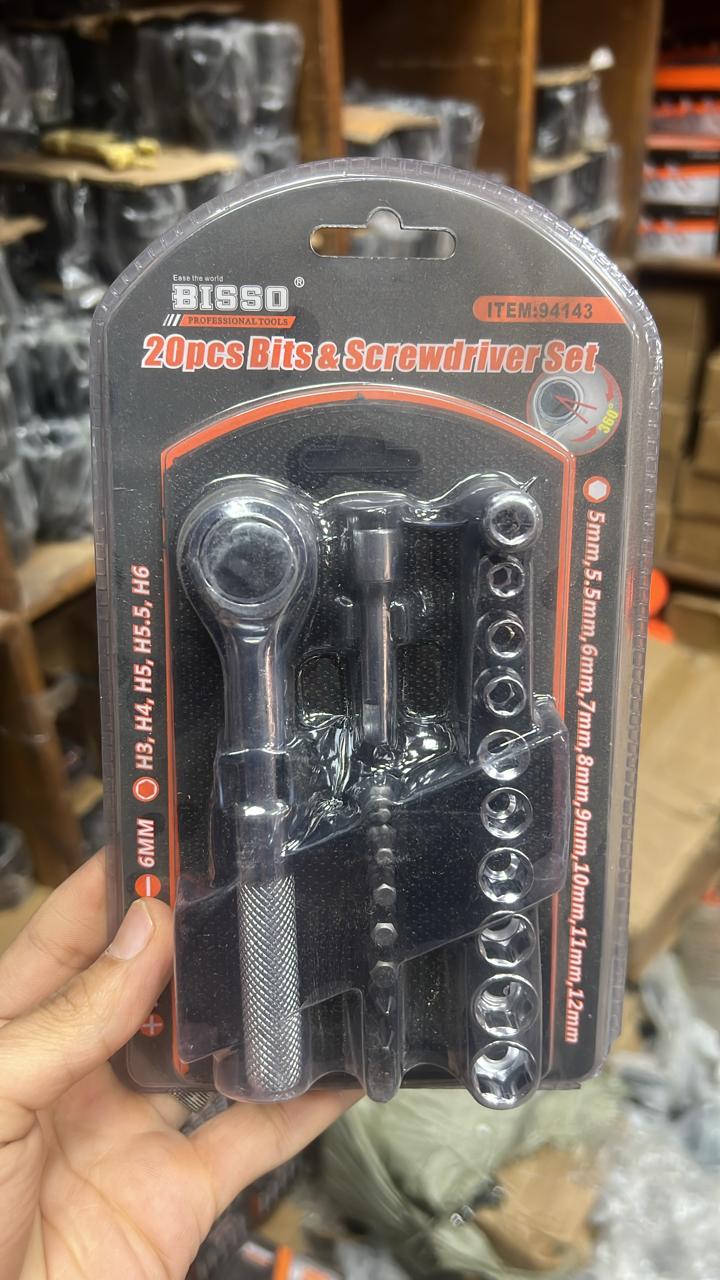 Ease the world
BISSO®
PROFESSIONAL TOOLS
ITEM:94143
20pcs Bits & Screwdriver Set
360°
5mm,5.5mm,6mm,7mm,8mm,9mm,10mm,11mm,12mm
6MM H3, H4, H5, H5.5, H6